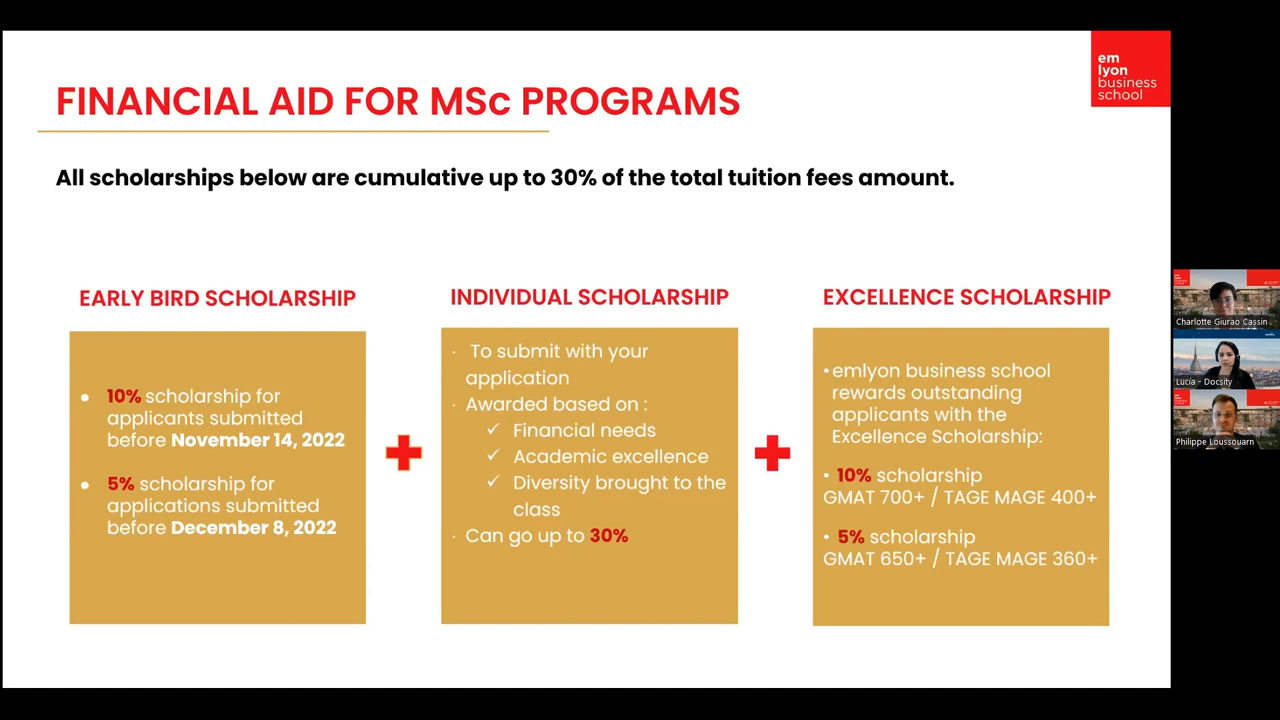 em
lyon
business
school
FINANCIAL AID FOR MSc PROGRAMS
All scholarships below are cumulative up to 30% of the total tuition fees amount.
EARLY BIRD SCHOLARSHIP
● 10% scholarship for
applicants submitted
before November 14, 2022
● 5% scholarship for
applications submitted
before December 8, 2022
INDIVIDUAL SCHOLARSHIP
· To submit with your
application
· Awarded based on :
✓ Financial needs
✓ Academic excellence
✓ Diversity brought to the
class
· Can go up to 30%
EXCELLENCE SCHOLARSHIP
• emlyon business school
rewards outstanding
applicants with the
Excellence Scholarship:
• 10% scholarship
GMAT 700+ / TAGE MAGE 400+
• 5% scholarship
GMAT 650+ / TAGE MAGE 360+
Charlotte Giurao Cassin
Lucía - Docsity
Philippe Loussouarn